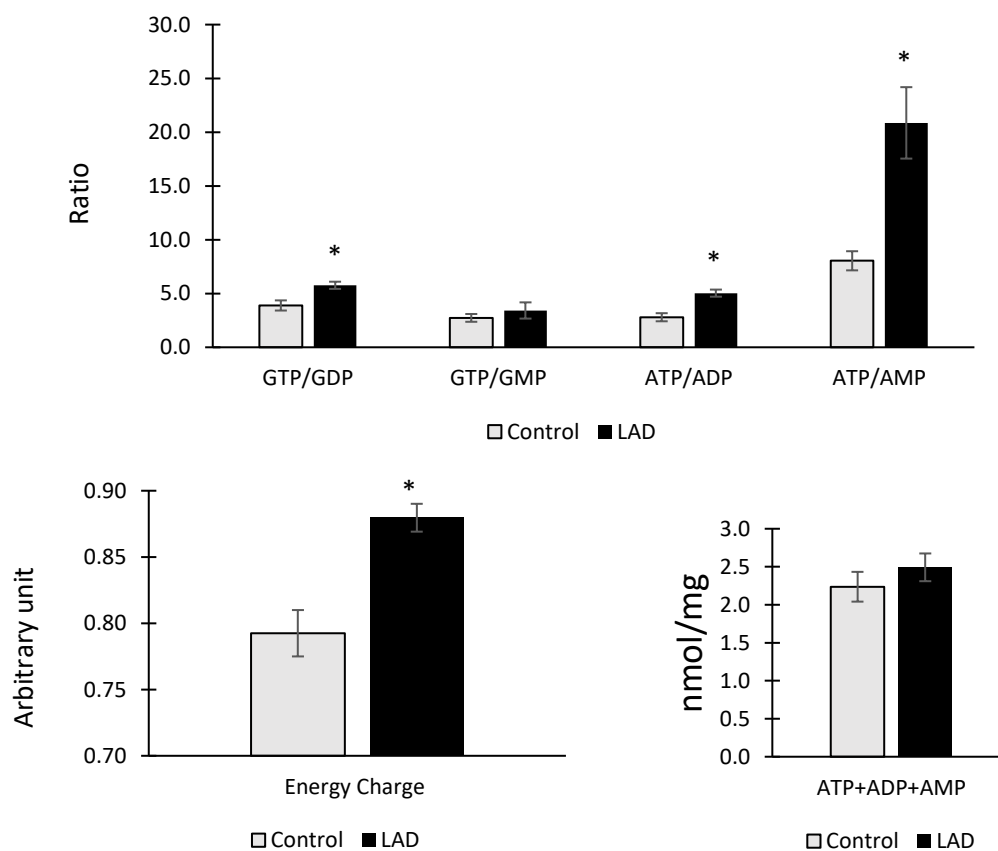 30.0
25.0
20.0
15.0
10.0
5.0
0.0
Ratio
*
*
*
GTP/GDP GTP/GMP ATP/ADP ATP/AMP
Control LAD
0.90
0.85
0.80
0.75
0.70
Arbitrary unit
*
Energy Charge
Control LAD
3.0
2.5
2.0
1.5
1.0
0.5
0.0
nmol/mg
ATP+ADP+AMP
Control LAD